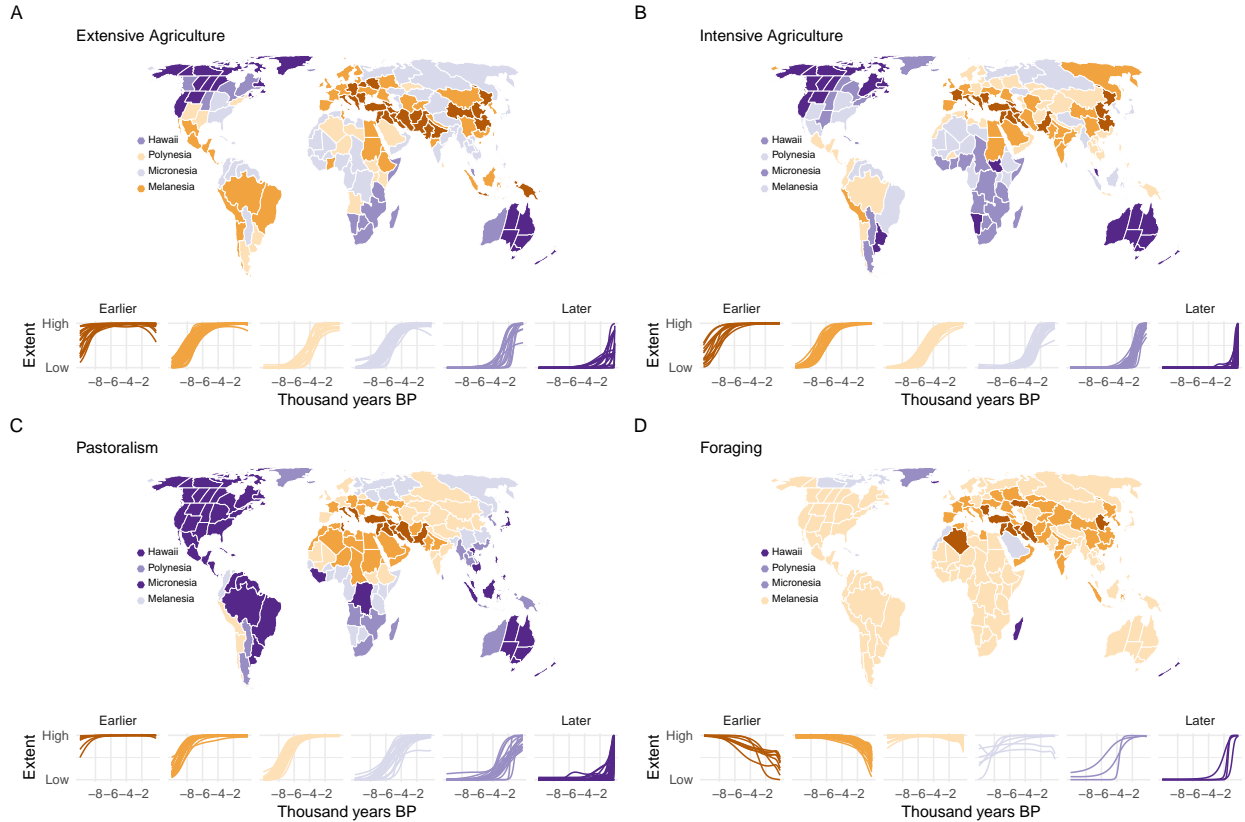 A
Extensive Agriculture
Hawaii
Polynesia
Micronesia
Melanesia
Earlier
Later
High
Low
Extent
−8−6−4−2
−8−6−4−2
−8−6−4−2
−8−6−4−2
−8−6−4−2
−8−6−4−2
Thousand years BP
B
Intensive Agriculture
Hawaii
Polynesia
Micronesia
Melanesia
Earlier
Later
High
Low
Extent
−8−6−4−2
−8−6−4−2
−8−6−4−2
−8−6−4−2
−8−6−4−2
−8−6−4−2
Thousand years BP
C
Pastoralism
Hawaii
Polynesia
Micronesia
Melanesia
Earlier
Later
High
Low
Extent
−8−6−4−2
−8−6−4−2
−8−6−4−2
−8−6−4−2
−8−6−4−2
−8−6−4−2
Thousand years BP
D
Foraging
Hawaii
Polynesia
Micronesia
Melanesia
Earlier
Later
High
Low
Extent
−8−6−4−2
−8−6−4−2
−8−6−4−2
−8−6−4−2
−8−6−4−2
−8−6−4−2
Thousand years BP